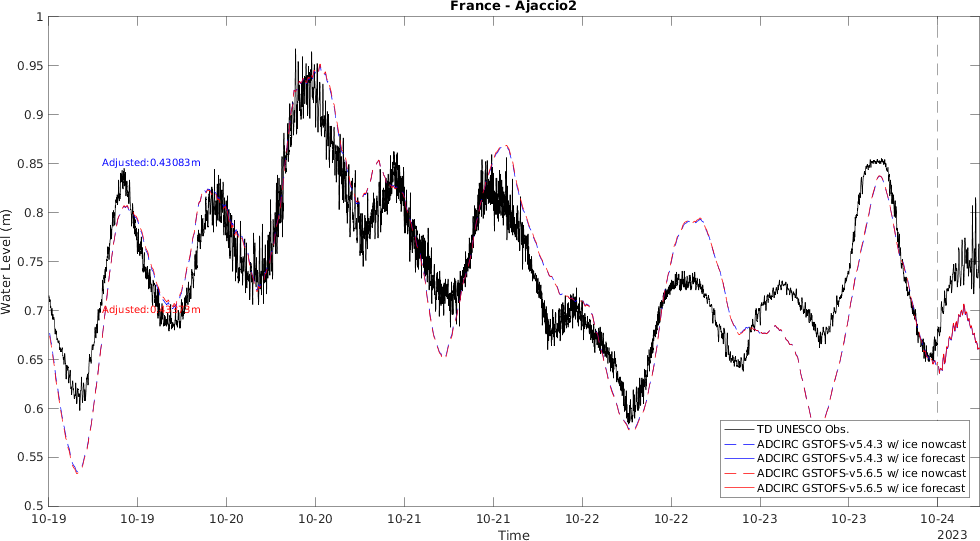 France - Ajaccio2
1
0.95
0.9
0.85
0.8
0.75
0.7
0.65
0.6
0.55
0.5
Water Level (m)
Adjusted:0.43083m
TD UNESCO Obs.
ADCIRC GSTOFS-v5.4.3 w/ ice nowcast
ADCIRC GSTOFS-v5.4.3 w/ ice forecast
ADCIRC GSTOFS-v5.6.5 w/ ice nowcast
ADCIRC GSTOFS-v5.6.5 w/ ice forecast
10-19 10-19 10-20 10-20 10-21 10-21 10-22 10-22 10-23 10-23 10-24
Time
2023